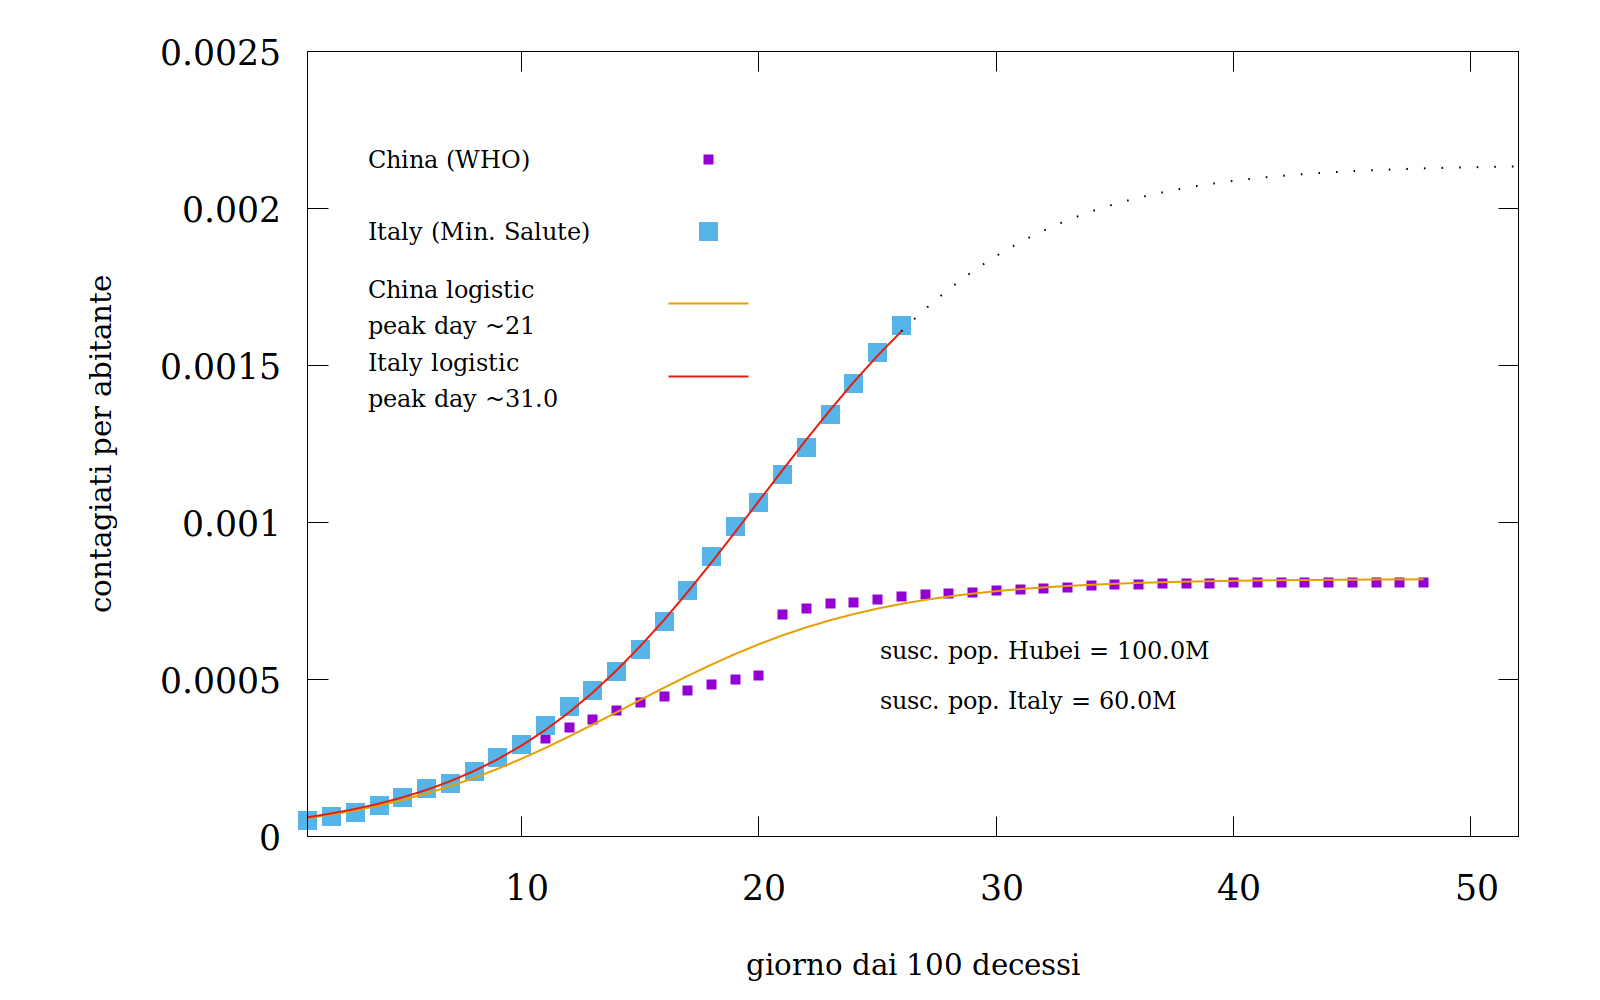 0.0025
0.002
0.0015
0.001
0.0005
0
contagiati per abitante
China (WHO)
Italy (Min. Salute)
China logistic
peak day ~21
Italy logistic
peak day ~31.0
susc. pop. Hubei = 100.0M
susc. pop. Italy = 60.0M
10 20 30 40 50
giorno dai 100 decessi